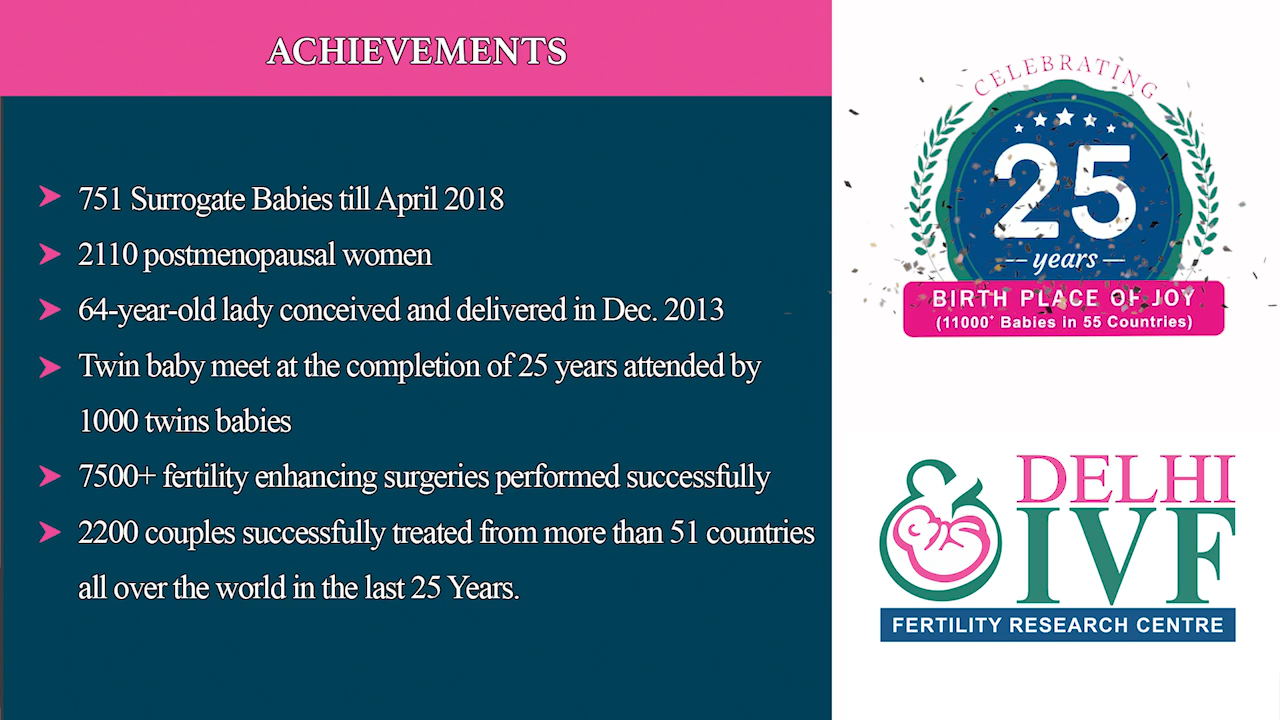 ACHIEVEMENTS
751 Surrogate Babies till April 2018
2110 postmenopausal women
64-year-old lady conceived and delivered in Dec. 2013
Twin baby meet at the completion of 25 years attended by
1000 twins babies
7500+ fertility enhancing surgeries performed successfully
2200 couples successfully treated from more than 51 countries
all over the world in the last 25 Years.
CELEBRATING
25
years
BIRTH PLACE OF JOY
(11000+ Babies in 55 Countries)
DELHI
IVF
FERTILITY RESEARCH CENTRE